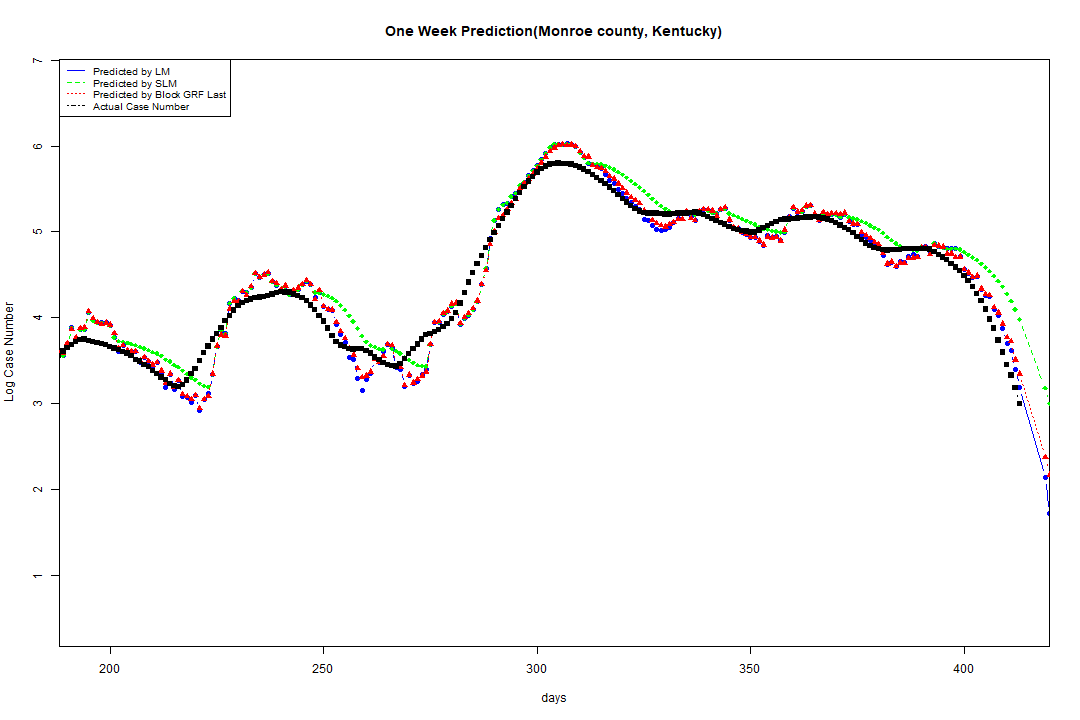 One Week Prediction(Monroe county, Kentucky)
Predicted by LM
Predicted by SLM
Predicted by Block GRF Last
Actual Case Number
7
6
5
4
3
2
1
Log Case Number
200 250 300 350 400
days